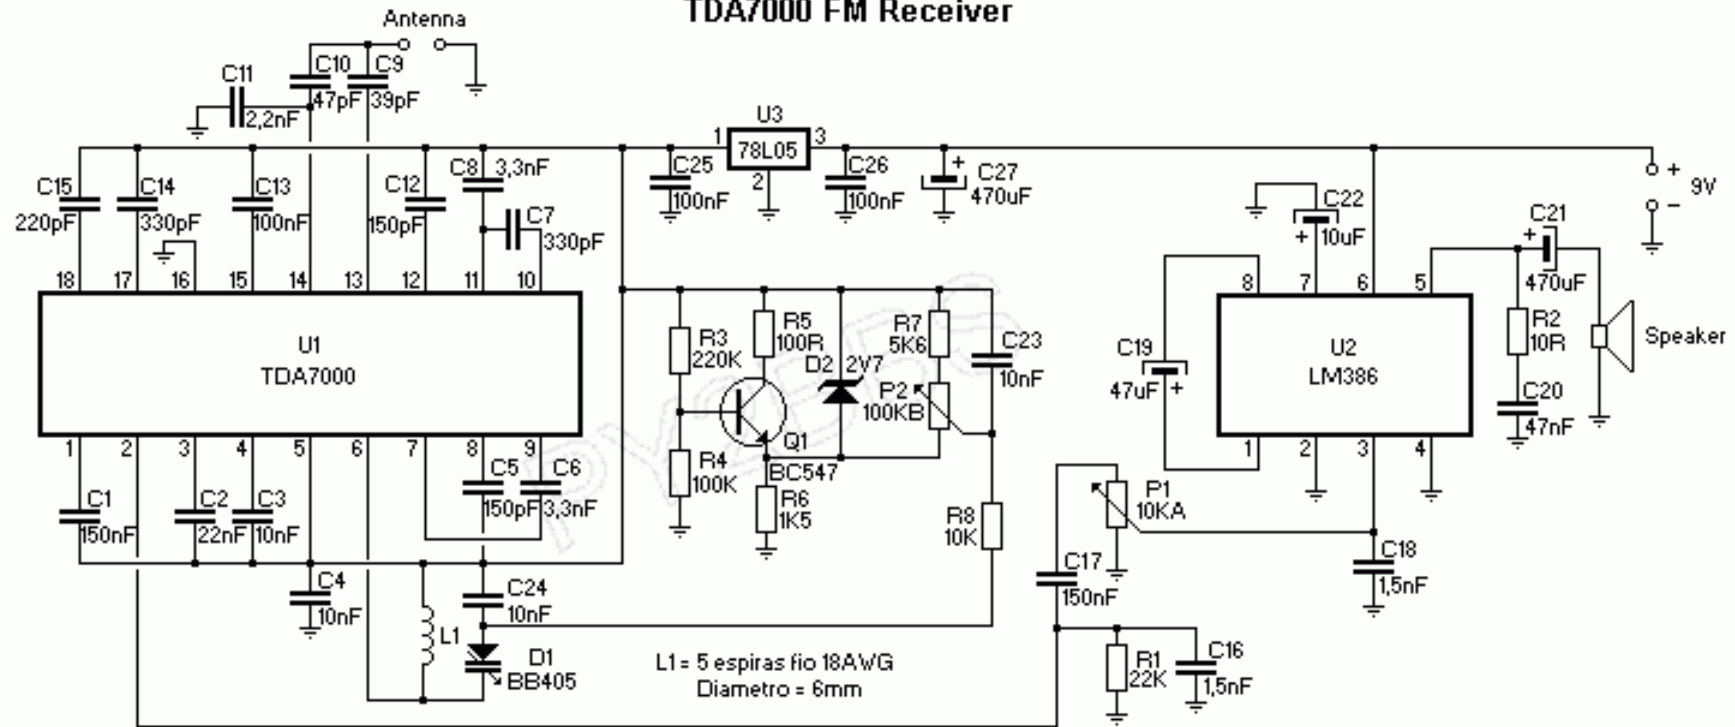 TDA7000 FM Receiver
Antenna
C11
2,2nF
C10
47pF
C9
39pF
U3
1
78L05
3
2
C15
220pF
C14
330pF
C13
100nF
C12
150pF
C8
3,3nF
C7
330pF
C25
100nF
C26
100nF
+
C27
470uF
+
9V
-
C22
+
10uF
C21
+
470uF
18
17
16
15
14
13
12
11
10
U1
TDA7000
1
2
3
4
5
6
7
8
9
R3
220K
R5
100R
D2
2V7
R7
5K6
P2
100KB
C23
10nF
Q1
BC547
R4
100K
R6
1K5
R8
10K
8
7
6
5
C19
47uF
+
U2
LM386
R2
10R
Speaker
C20
47nF
1
2
3
4
C1
150nF
C2
22nF
C3
10nF
C5
150pF
C6
3,3nF
P1
10KA
C4
10nF
C24
10nF
L1
D1
BB405
C17
150nF
C18
1,5nF
L1 = 5 espiras fio 18AWG
Diametro = 6mm
R1
22K
C16
1,5nF
PY2BBS